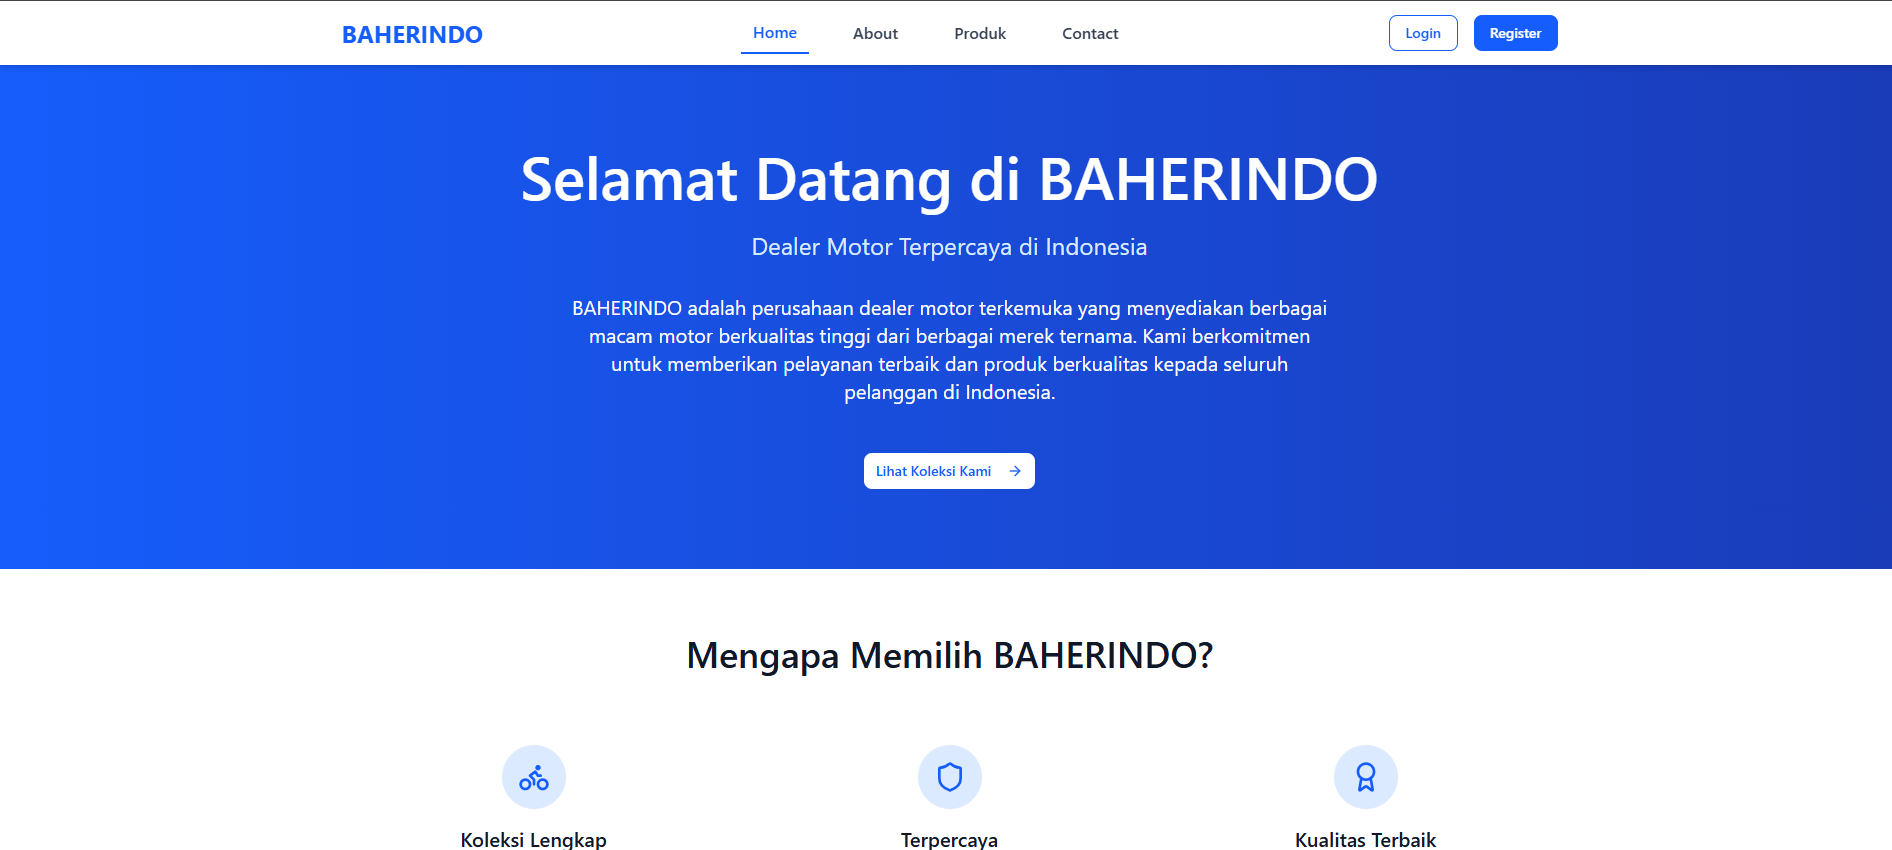 BAHERINDO
Home
About
Produk
Contact
Login
Register
Selamat Datang di BAHERINDO
Dealer Motor Terpercaya di Indonesia
BAHERINDO adalah perusahaan dealer motor terkemuka yang menyediakan berbagai
macam motor berkualitas tinggi dari berbagai merek ternama. Kami berkomitmen
untuk memberikan pelayanan terbaik dan produk berkualitas kepada seluruh
pelanggan di Indonesia.
Lihat Koleksi Kami
Mengapa Memilih BAHERINDO?
Koleksi Lengkap
Terpercaya
Kualitas Terbaik